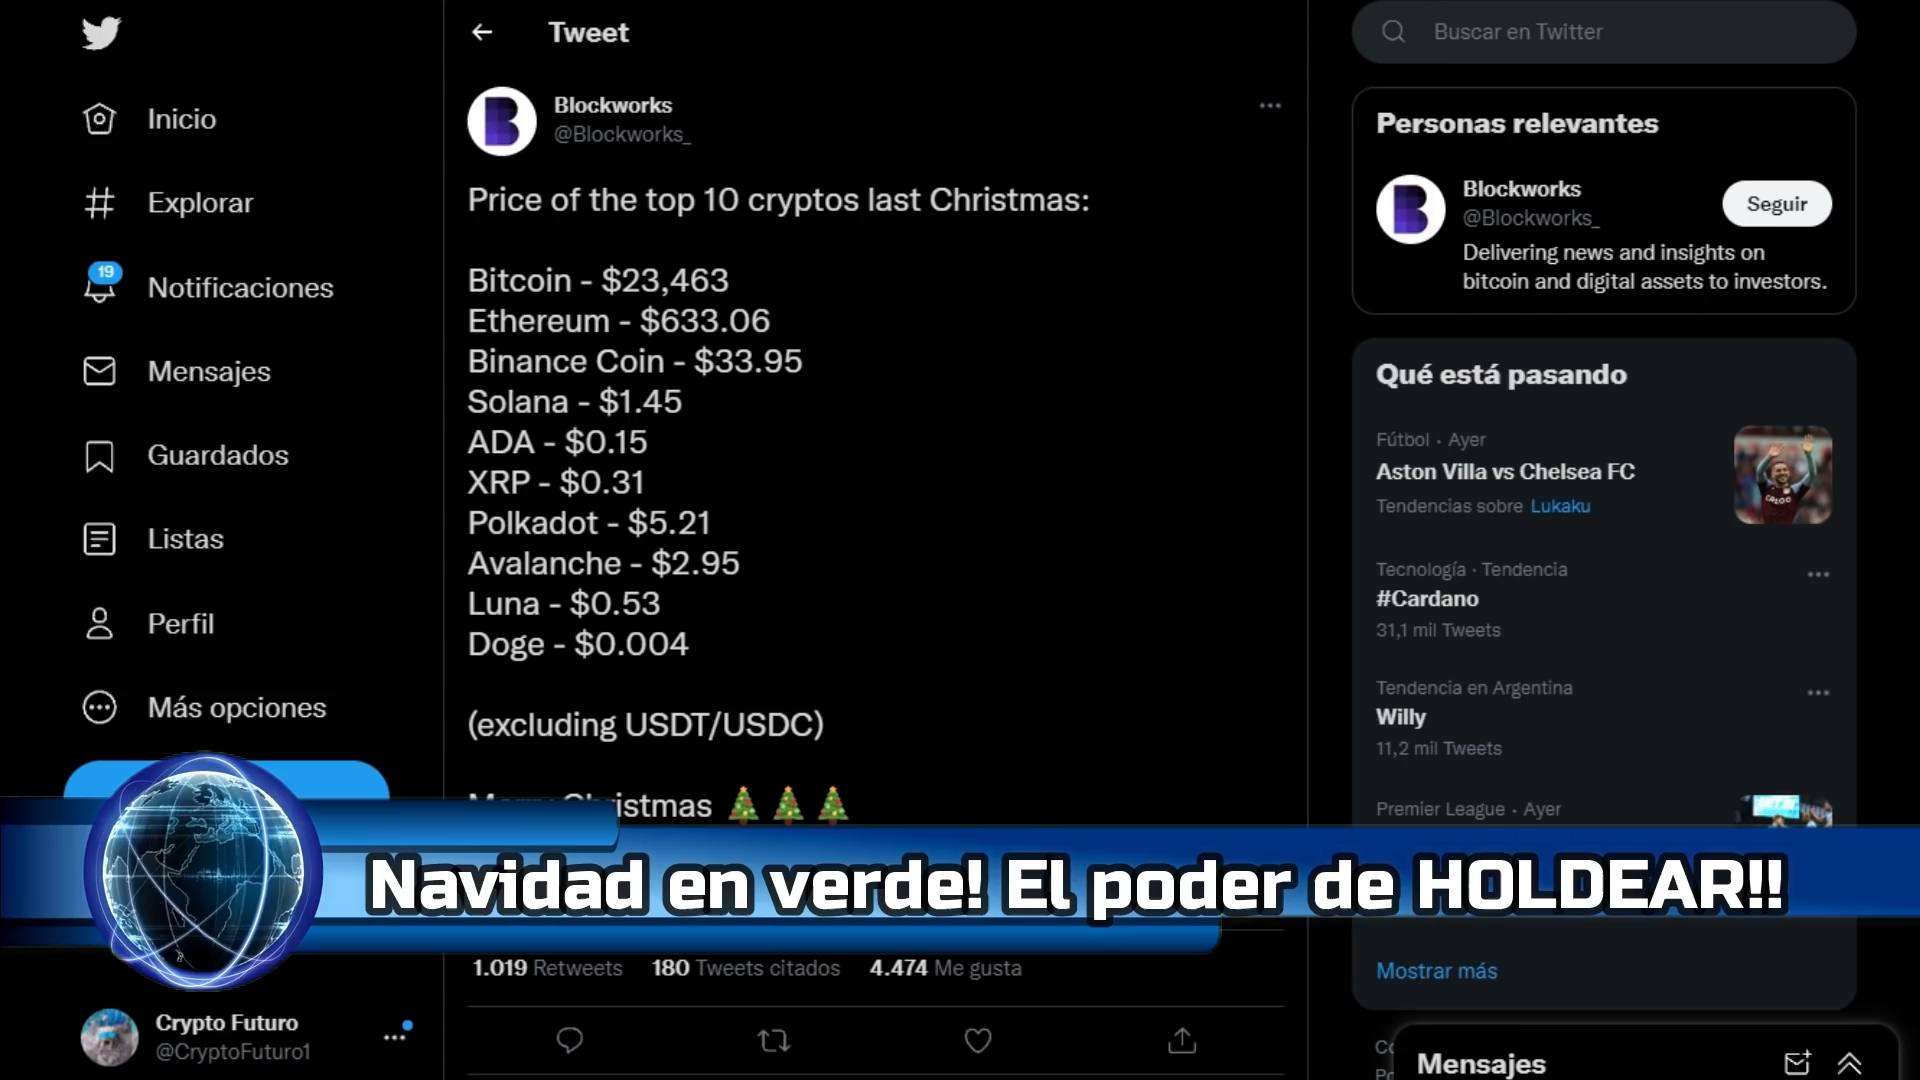 Inicio
Explorar
19
Notificaciones
Mensajes
Guardados
Listas
Perfil
Más opciones
Crypto Futuro
@CryptoFuturo1
Tweet
Blockworks
@Blockworks_
Price of the top 10 cryptos last Christmas:
Bitcoin - $23,463
Ethereum - $633.06
Binance Coin - $33.95
Solana - $1.45
ADA - $0.15
XRP - $0.31
Polkadot - $5.21
Avalanche - $2.95
Luna - $0.53
Doge - $0.004
(excluding USDT/USDC)
Merry Christmas 🎄🎄🎄
Navidad en verde! El poder de HOLDEAR!!
1.019 Retweets 180 Tweets citados 4.474 Me gusta
Buscar en Twitter
Personas relevantes
Blockworks
@Blockworks_
Seguir
Delivering news and insights on
bitcoin and digital assets to investors.
Qué está pasando
Fútbol · Ayer
Aston Villa vs Chelsea FC
Tendencias sobre Lukaku
Tecnología · Tendencia
#Cardano
31,1 mil Tweets
Tendencia en Argentina
Willy
11,2 mil Tweets
Premier League · Ayer
Mostrar más
Mensajes